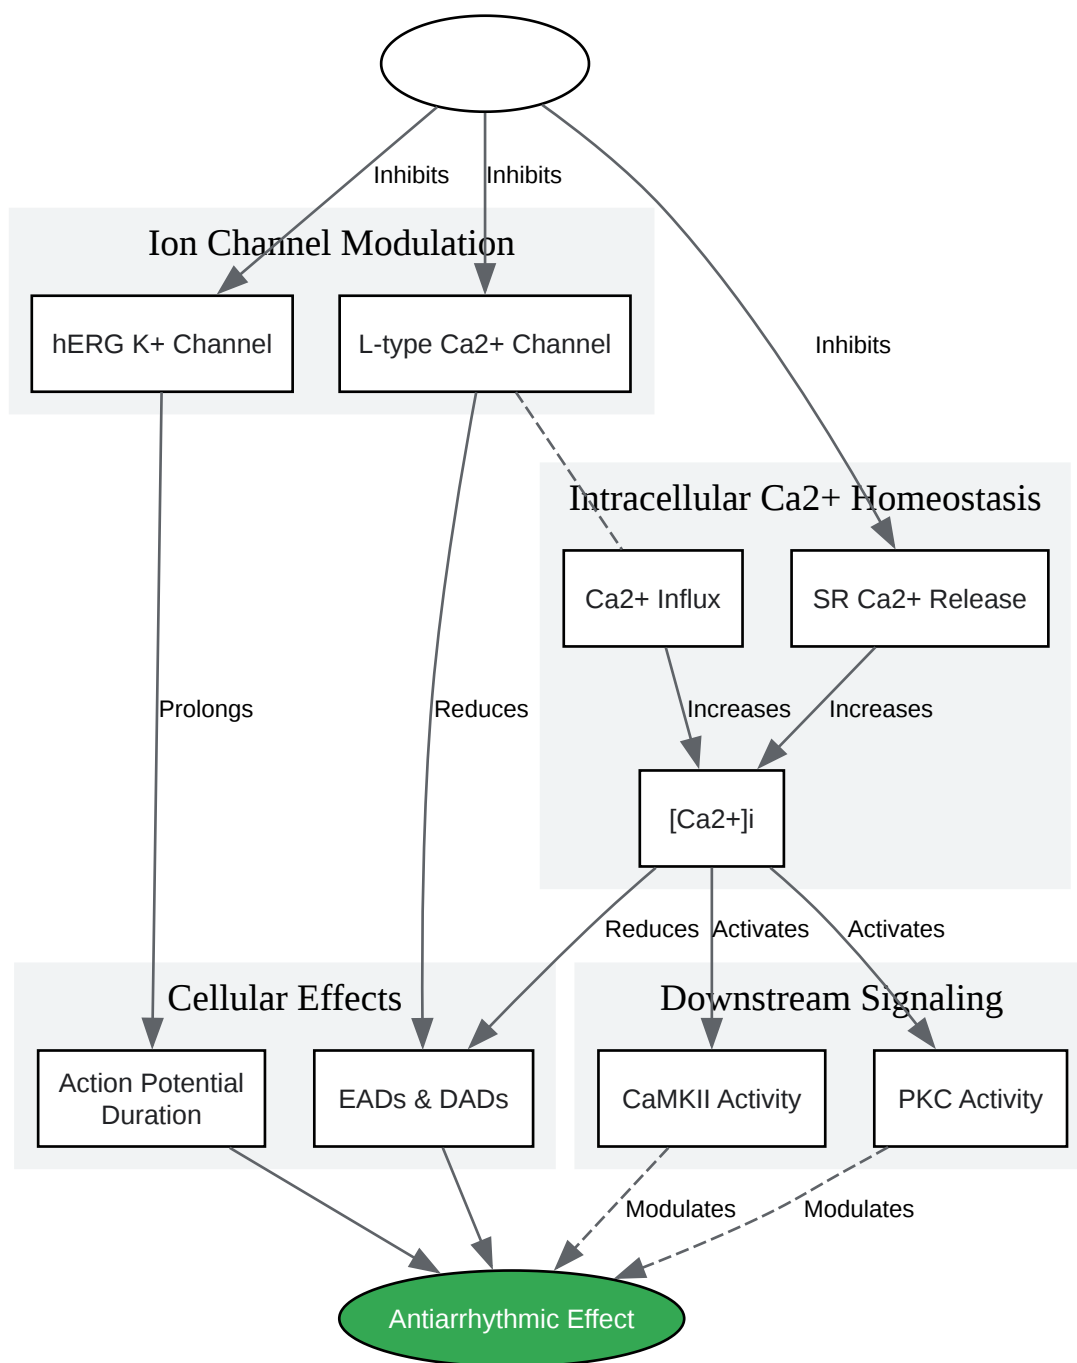 Inhibits
Inhibits
Ion Channel Modulation
hERG K+ Channel
L-type Ca2+ Channel
Inhibits
Intracellular Ca2+ Homeostasis
Ca2+ Influx
SR Ca2+ Release
Prolongs
Reduces
Increases
Increases
[Ca2+]i
Reduces
Activates
Activates
Cellular Effects
Downstream Signaling
Action Potential
Duration
EADs & DADs
CaMKII Activity
PKC Activity
Modulates
Modulates
Antiarrhythmic Effect